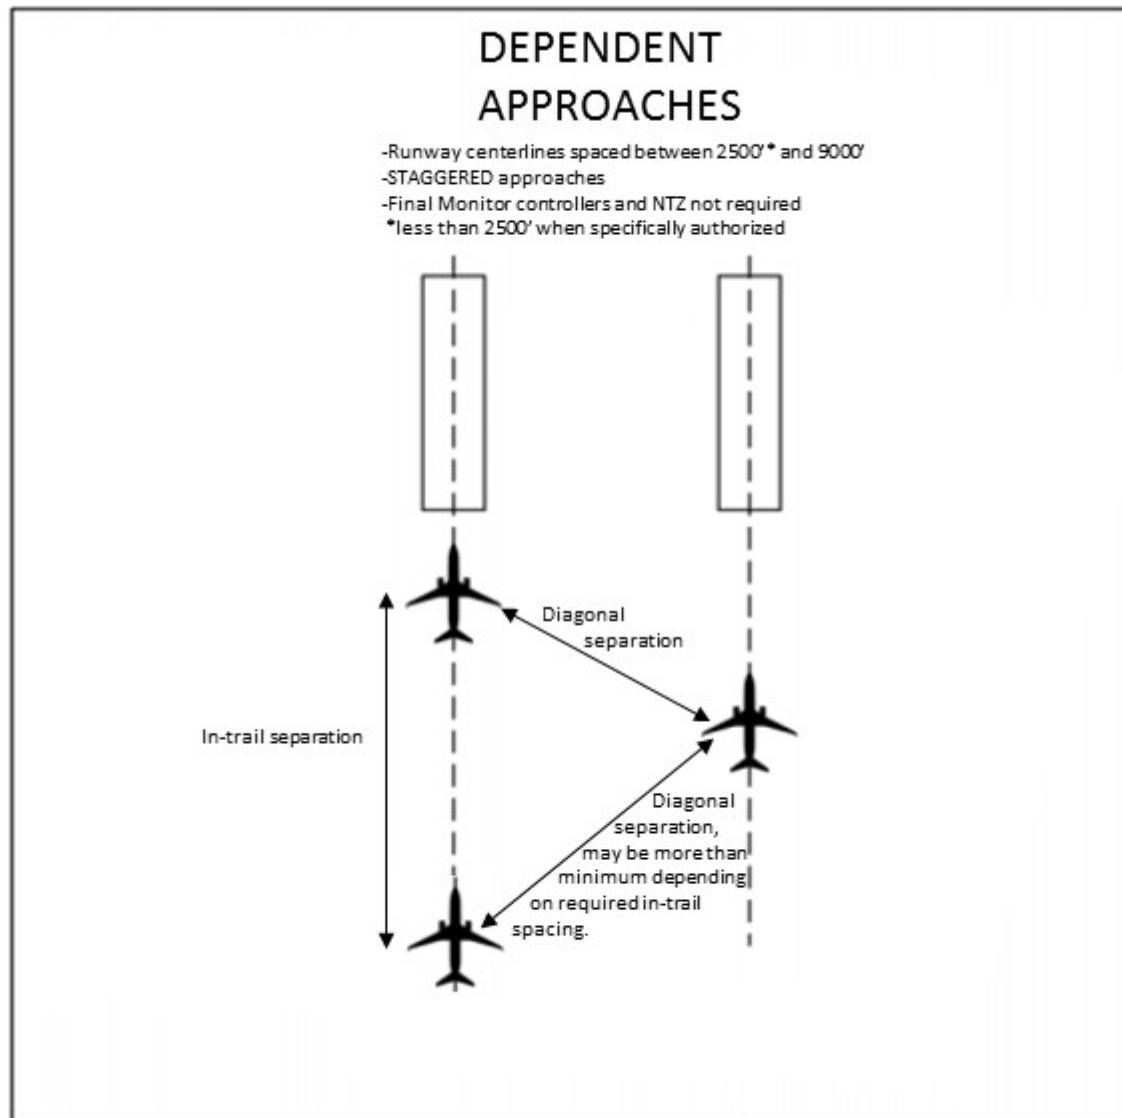 DEPENDENT
APPROACHES
-Runway centerlines spaced between 2500'* and 9000'
-STAGGERED approaches
-Final Monitor controllers and NTZ not required
*less than 2500' when specifically authorized
Diagonal
separation
In-trail separation
Diagonal
separation,
may be more than
minimum depending
on required in-trail
spacing.